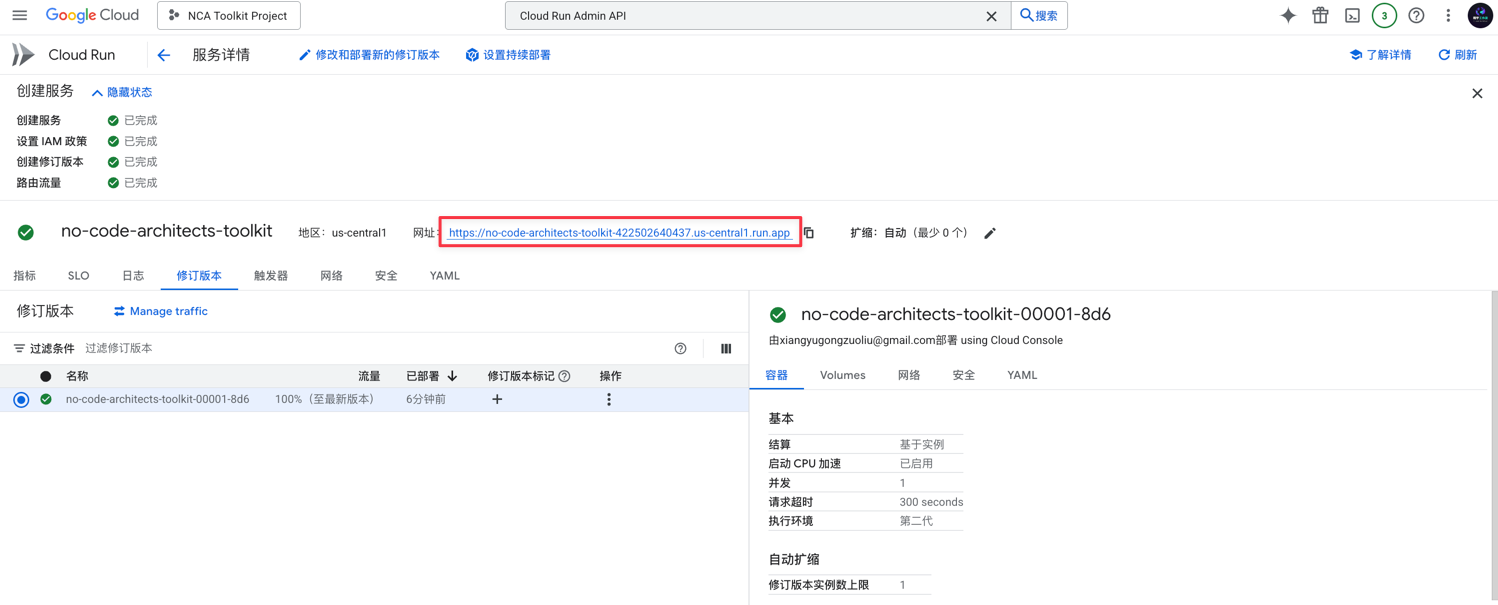 Google Cloud
NCA Toolkit Project
Cloud Run Admin API
搜索
3
Cloud Run
服务详情
修改和部署新的修订版本
设置持续部署
了解详情
刷新
创建服务
隐藏状态
创建服务 已完成
设置 IAM 政策 已完成
创建修订版本 已完成
路由流量 已完成
no-code-architects-toolkit
地区： us-central1
网址：
https://no-code-architects-toolkit-422502640437.us-central1.run.app
扩缩：自动（最少 0 个）
指标 SLO 日志 修订版本 触发器 网络 安全 YAML
修订版本
Manage traffic
过滤条件 过滤修订版本
名称 流量 已部署 修订版本标记 操作
no-code-architects-toolkit-00001-8d6 100%（至最新版本） 6分钟前
no-code-architects-toolkit-00001-8d6
由xiangyugongzuoliu@gmail.com部署 using Cloud Console
容器 Volumes 网络 安全 YAML
基本
结算 基于实例
启动 CPU 加速 已启用
并发 1
请求超时 300 seconds
执行环境 第二代
自动扩缩
修订版本实例数上限 1